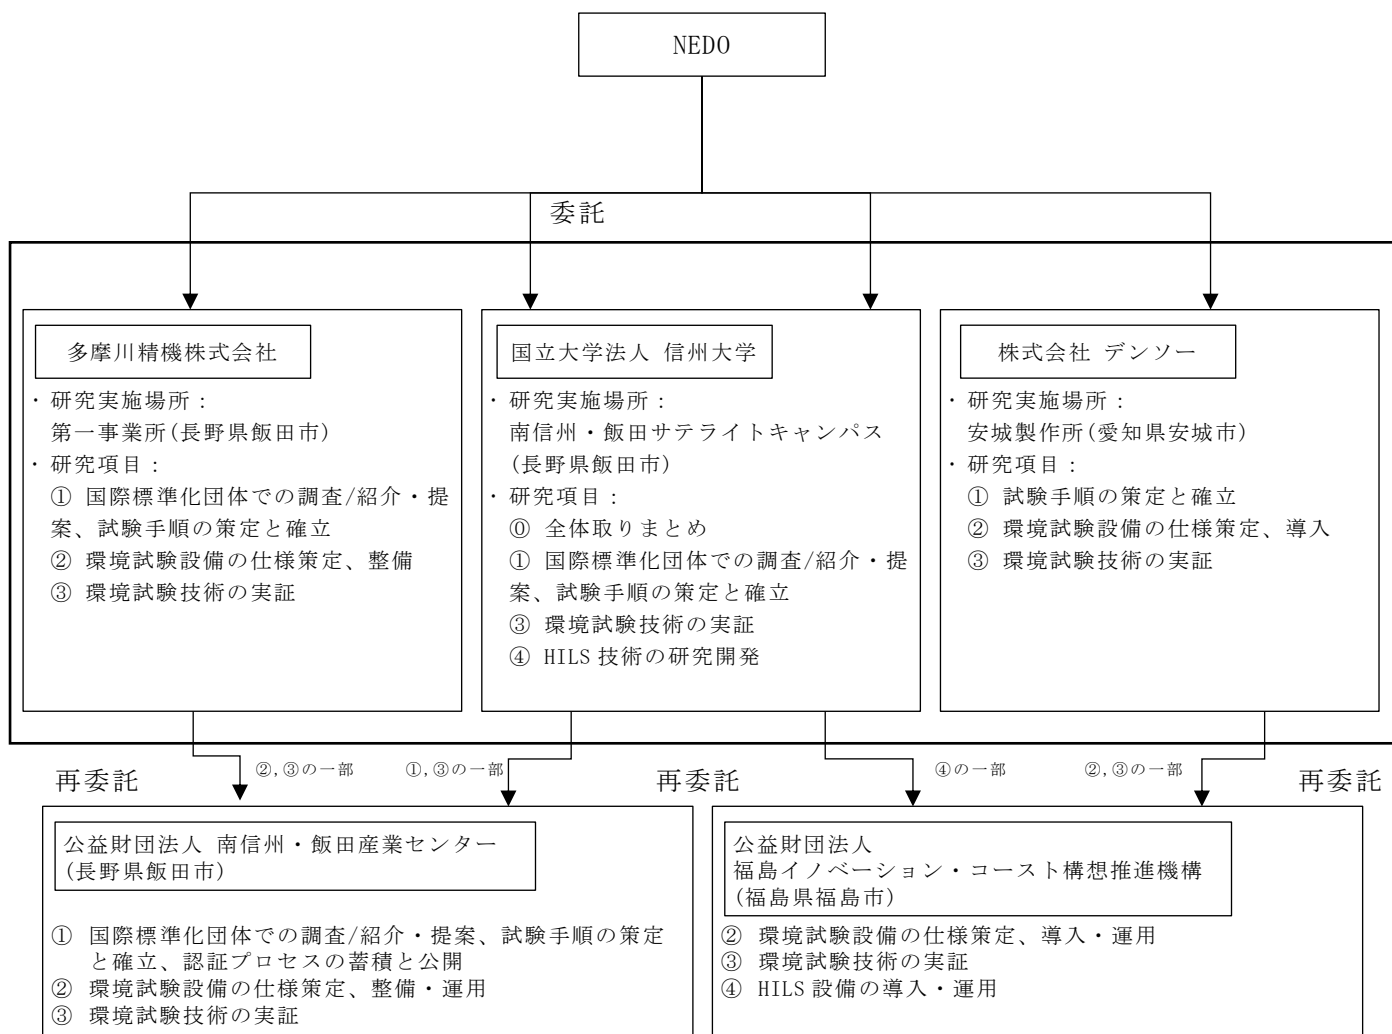 NEDO
委託
多摩川精機株式会社
・研究実施場所:
第一事業所(長野県飯田市)
・研究項目:
① 国際標準化団体での調査/紹介・提
案、試験手順の策定と確立
② 環境試験設備の仕様策定、整備
③ 環境試験技術の実証
国立大学法人 信州大学
・研究実施場所:
南信州・飯田サテライトキャンパス
(長野県飯田市)
・研究項目:
⓪ 全体取りまとめ
① 国際標準化団体での調査/紹介・提
案、試験手順の策定と確立
③ 環境試験技術の実証
④ HILS 技術の研究開発
株式会社 デンソー
・研究実施場所:
安城製作所(愛知県安城市)
・研究項目:
① 試験手順の策定と確立
② 環境試験設備の仕様策定、導入
③ 環境試験技術の実証
再委託
②,③の一部
①,③の一部
再委託
④の一部
②,③の一部
再委託
公益財団法人 南信州・飯田産業センター
(長野県飯田市)
① 国際標準化団体での調査/紹介・提案、試験手順の策定
と確立、認証プロセスの蓄積と公開
② 環境試験設備の仕様策定、整備・運用
③ 環境試験技術の実証
公益財団法人
福島イノベーション・コースト構想推進機構
(福島県福島市)
② 環境試験設備の仕様策定、導入・運用
③ 環境試験技術の実証
④ HILS 設備の導入・運用